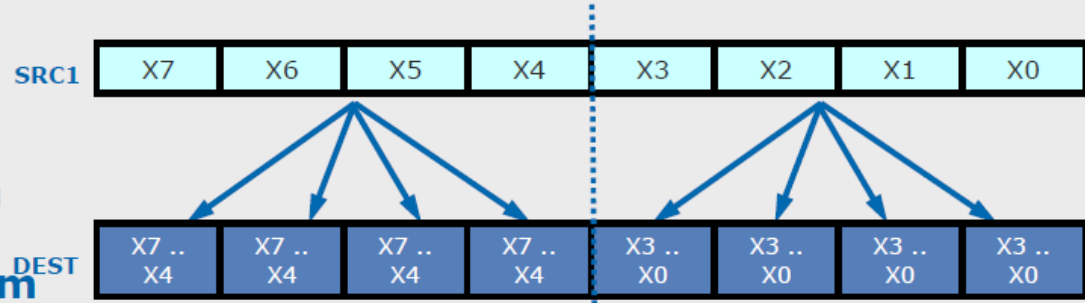 SRC1 X7 X6 X5 X4 X3 X2 X1 X0
DEST X7 .. X7 .. X7 .. X7 .. X3 .. X3 .. X3 .. X3 ..
X4 X4 X4 X4 X0 X0 X0 X0
m